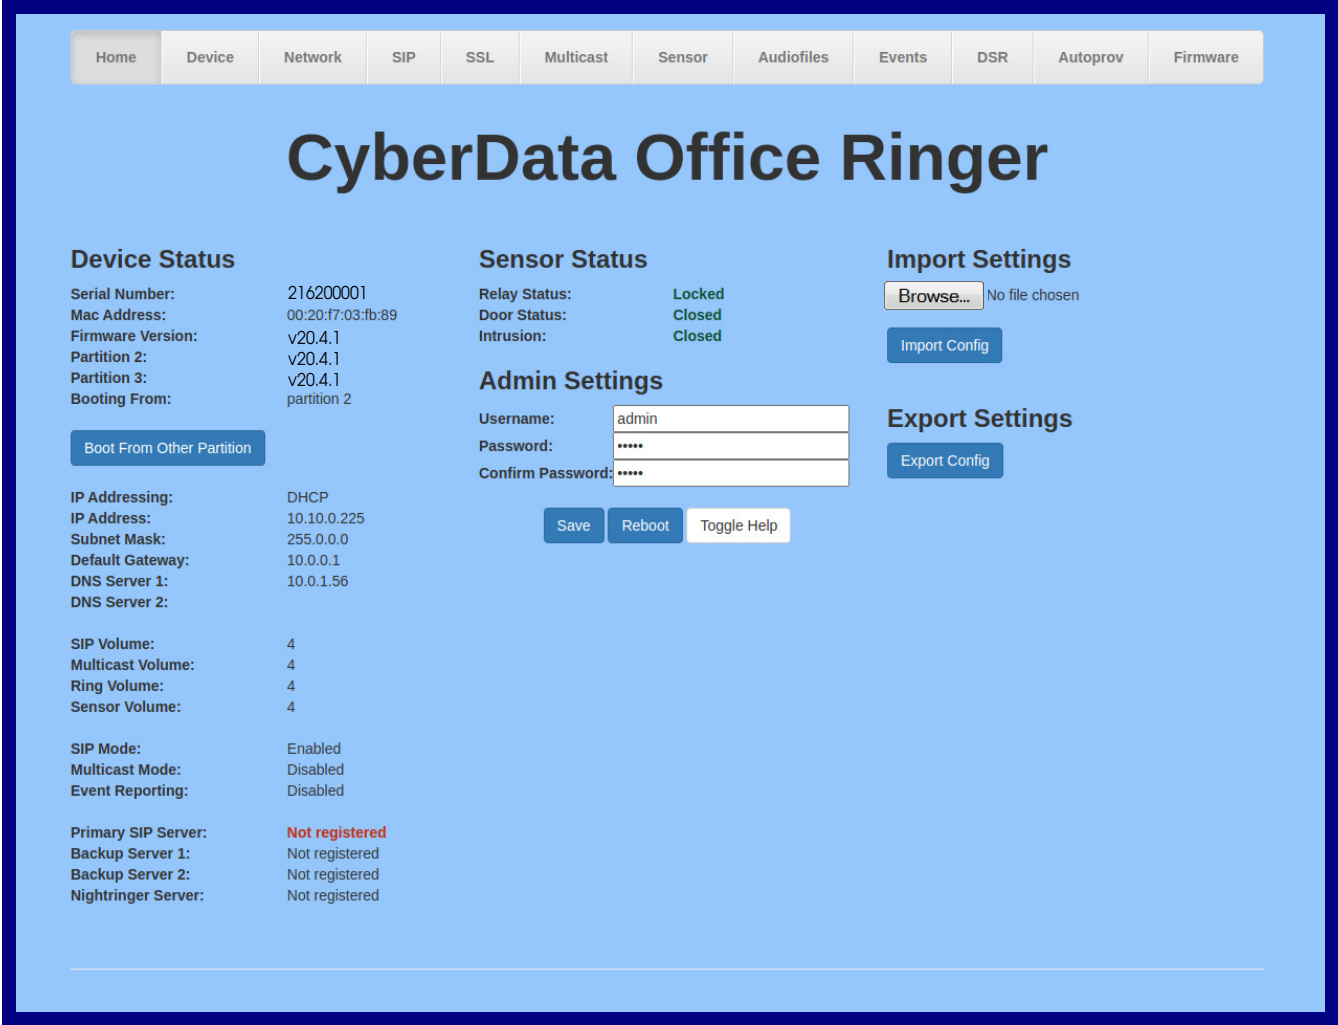 Home Device Network SIP SSL Multicast Sensor Audiofiles Events DSR Autoprov Firmware
CyberData Office Ringer
Device Status
Serial Number: 216200001
Mac Address: 00:20:f7:03:fb:89
Firmware Version: v20.4.1
Partition 2: v20.4.1
Partition 3: v20.4.1
Booting From: partition 2
Boot From Other Partition
IP Addressing: DHCP
IP Address: 10.10.0.225
Subnet Mask: 255.0.0.0
Default Gateway: 10.0.0.1
DNS Server 1: 10.0.1.56
DNS Server 2:
SIP Volume: 4
Multicast Volume: 4
Ring Volume: 4
Sensor Volume: 4
SIP Mode: Enabled
Multicast Mode: Disabled
Event Reporting: Disabled
Primary SIP Server: Not registered
Backup Server 1: Not registered
Backup Server 2: Not registered
Nightringer Server: Not registered
Sensor Status
Relay Status: Locked
Door Status: Closed
Intrusion: Closed
Admin Settings
Username: admin
Password: •••••
Confirm Password: •••••
Save Reboot Toggle Help
Import Settings
Browse... No file chosen
Import Config
Export Settings
Export Config